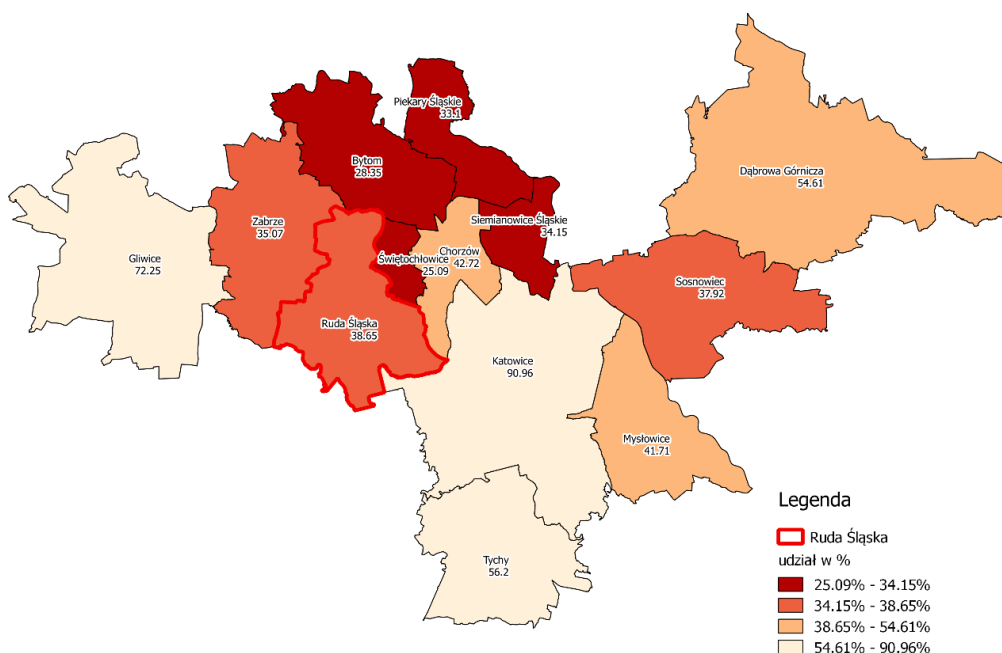 Piekary Śląskie
33.1
Bytom
28.35
Dąbrowa Górnicza
54.61
Zabrze
35.07
Siemianowice Śląskie
34.15
Gliwice
72.25
Świętochłowice
25.09
Chorzów
42.72
Sosnowiec
37.92
Ruda Śląska
38.65
Katowice
90.96
Mysłowice
41.71
Tychy
56.2
Legenda
Ruda Śląska
udział w %
25.09% - 34.15%
34.15% - 38.65%
38.65% - 54.61%
54.61% - 90.96%